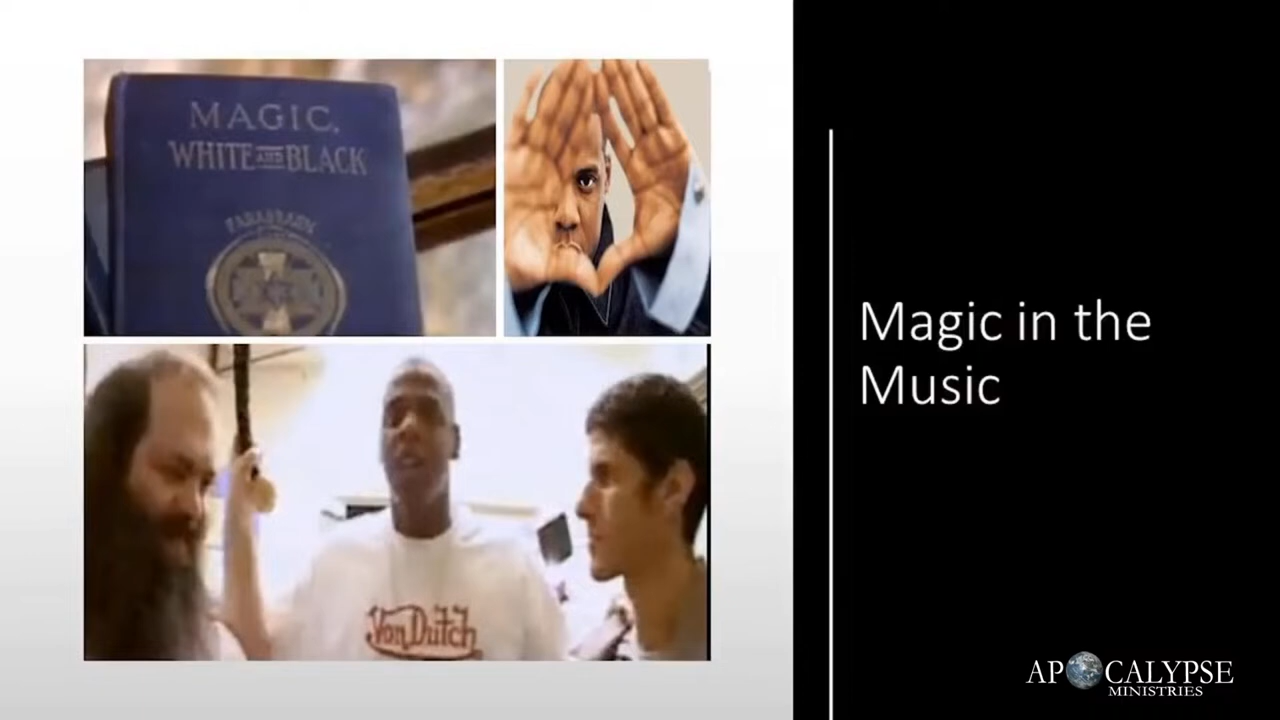 MAGIC,
WHITE AND BLACK
Von Dutch
Magic in the
Music
APOCALYPSE
MINISTRIES